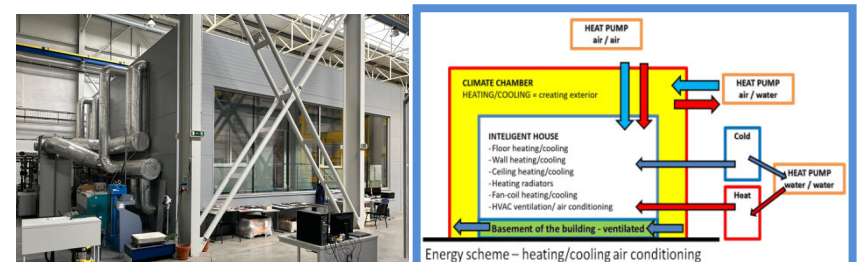 HEAT PUMP
air / air
CLIMATE CHAMBER
HEATING/COOLING = creating exterior
HEAT PUMP
air / water
INTELIGENT HOUSE
-Floor heating/cooling
-Wall heating/cooling
-Ceiling heating/cooling
-Heating radiators
-Fan-coil heating/cooling
-HVAC ventilation/ air conditioning
Cold
HEAT PUMP
water / water
Heat
Basement of the building - ventilated
Energy scheme – heating/cooling air conditioning